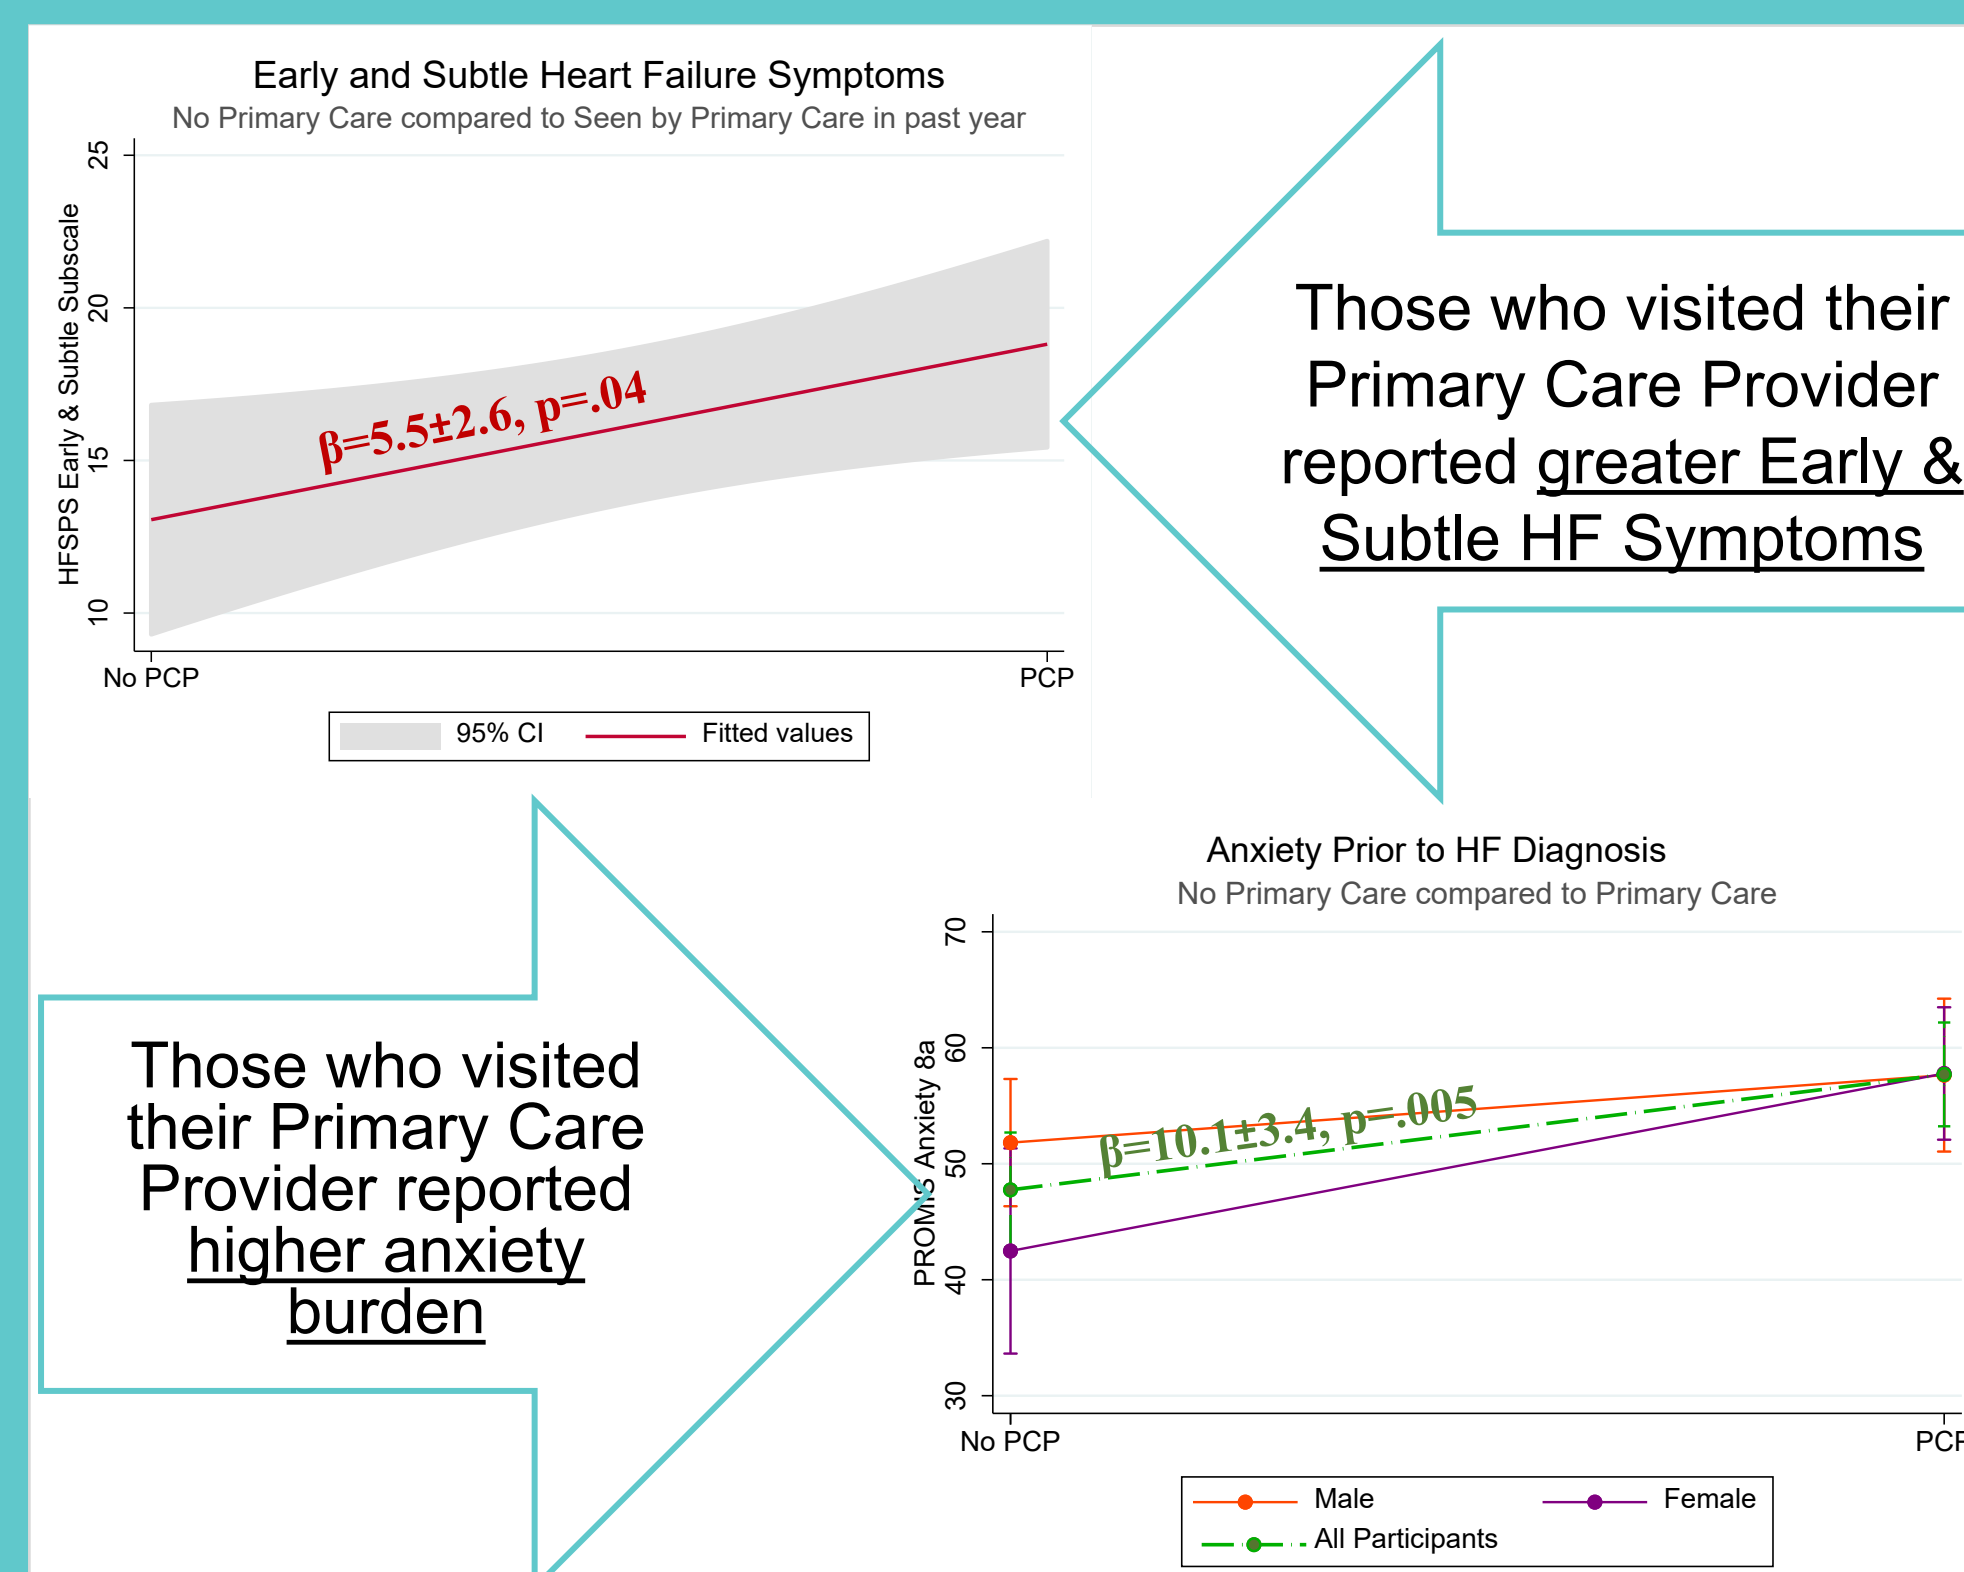 Early and Subtle Heart Failure Symptoms
No Primary Care compared to Seen by Primary Care in past year
HFSPS Early & Subtle Subscale
25
20
15
10
β=5.5±2.6, p=.04
No PCP
PCP
95% CI
Fitted values
Those who visited their
Primary Care Provider
reported greater Early &
Subtle HF Symptoms
Those who visited
their Primary Care
Provider reported
higher anxiety
burden
Anxiety Prior to HF Diagnosis
No Primary Care compared to Primary Care
PROMIS Anxiety 8a
70
60
50
40
30
β=10.1±3.4, p=.005
No PCP
PCP
Male
Female
All Participants